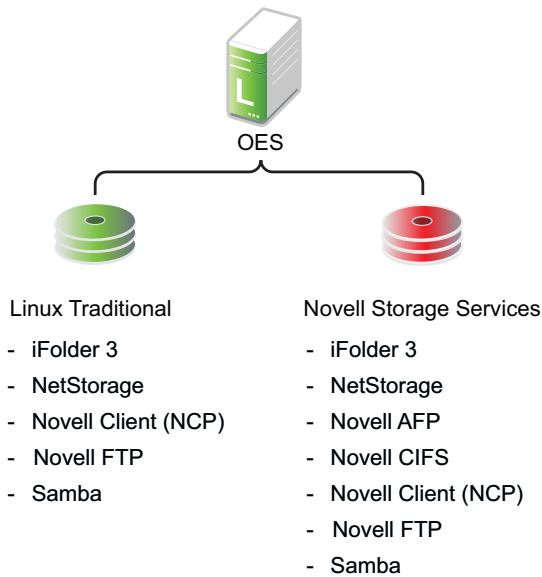 L
OES
Linux Traditional
- iFolder 3
- NetStorage
- Novell Client (NCP)
- Novell FTP
- Samba
Novell Storage Services
- iFolder 3
- NetStorage
- Novell AFP
- Novell CIFS
- Novell Client (NCP)
- Novell FTP
- Samba